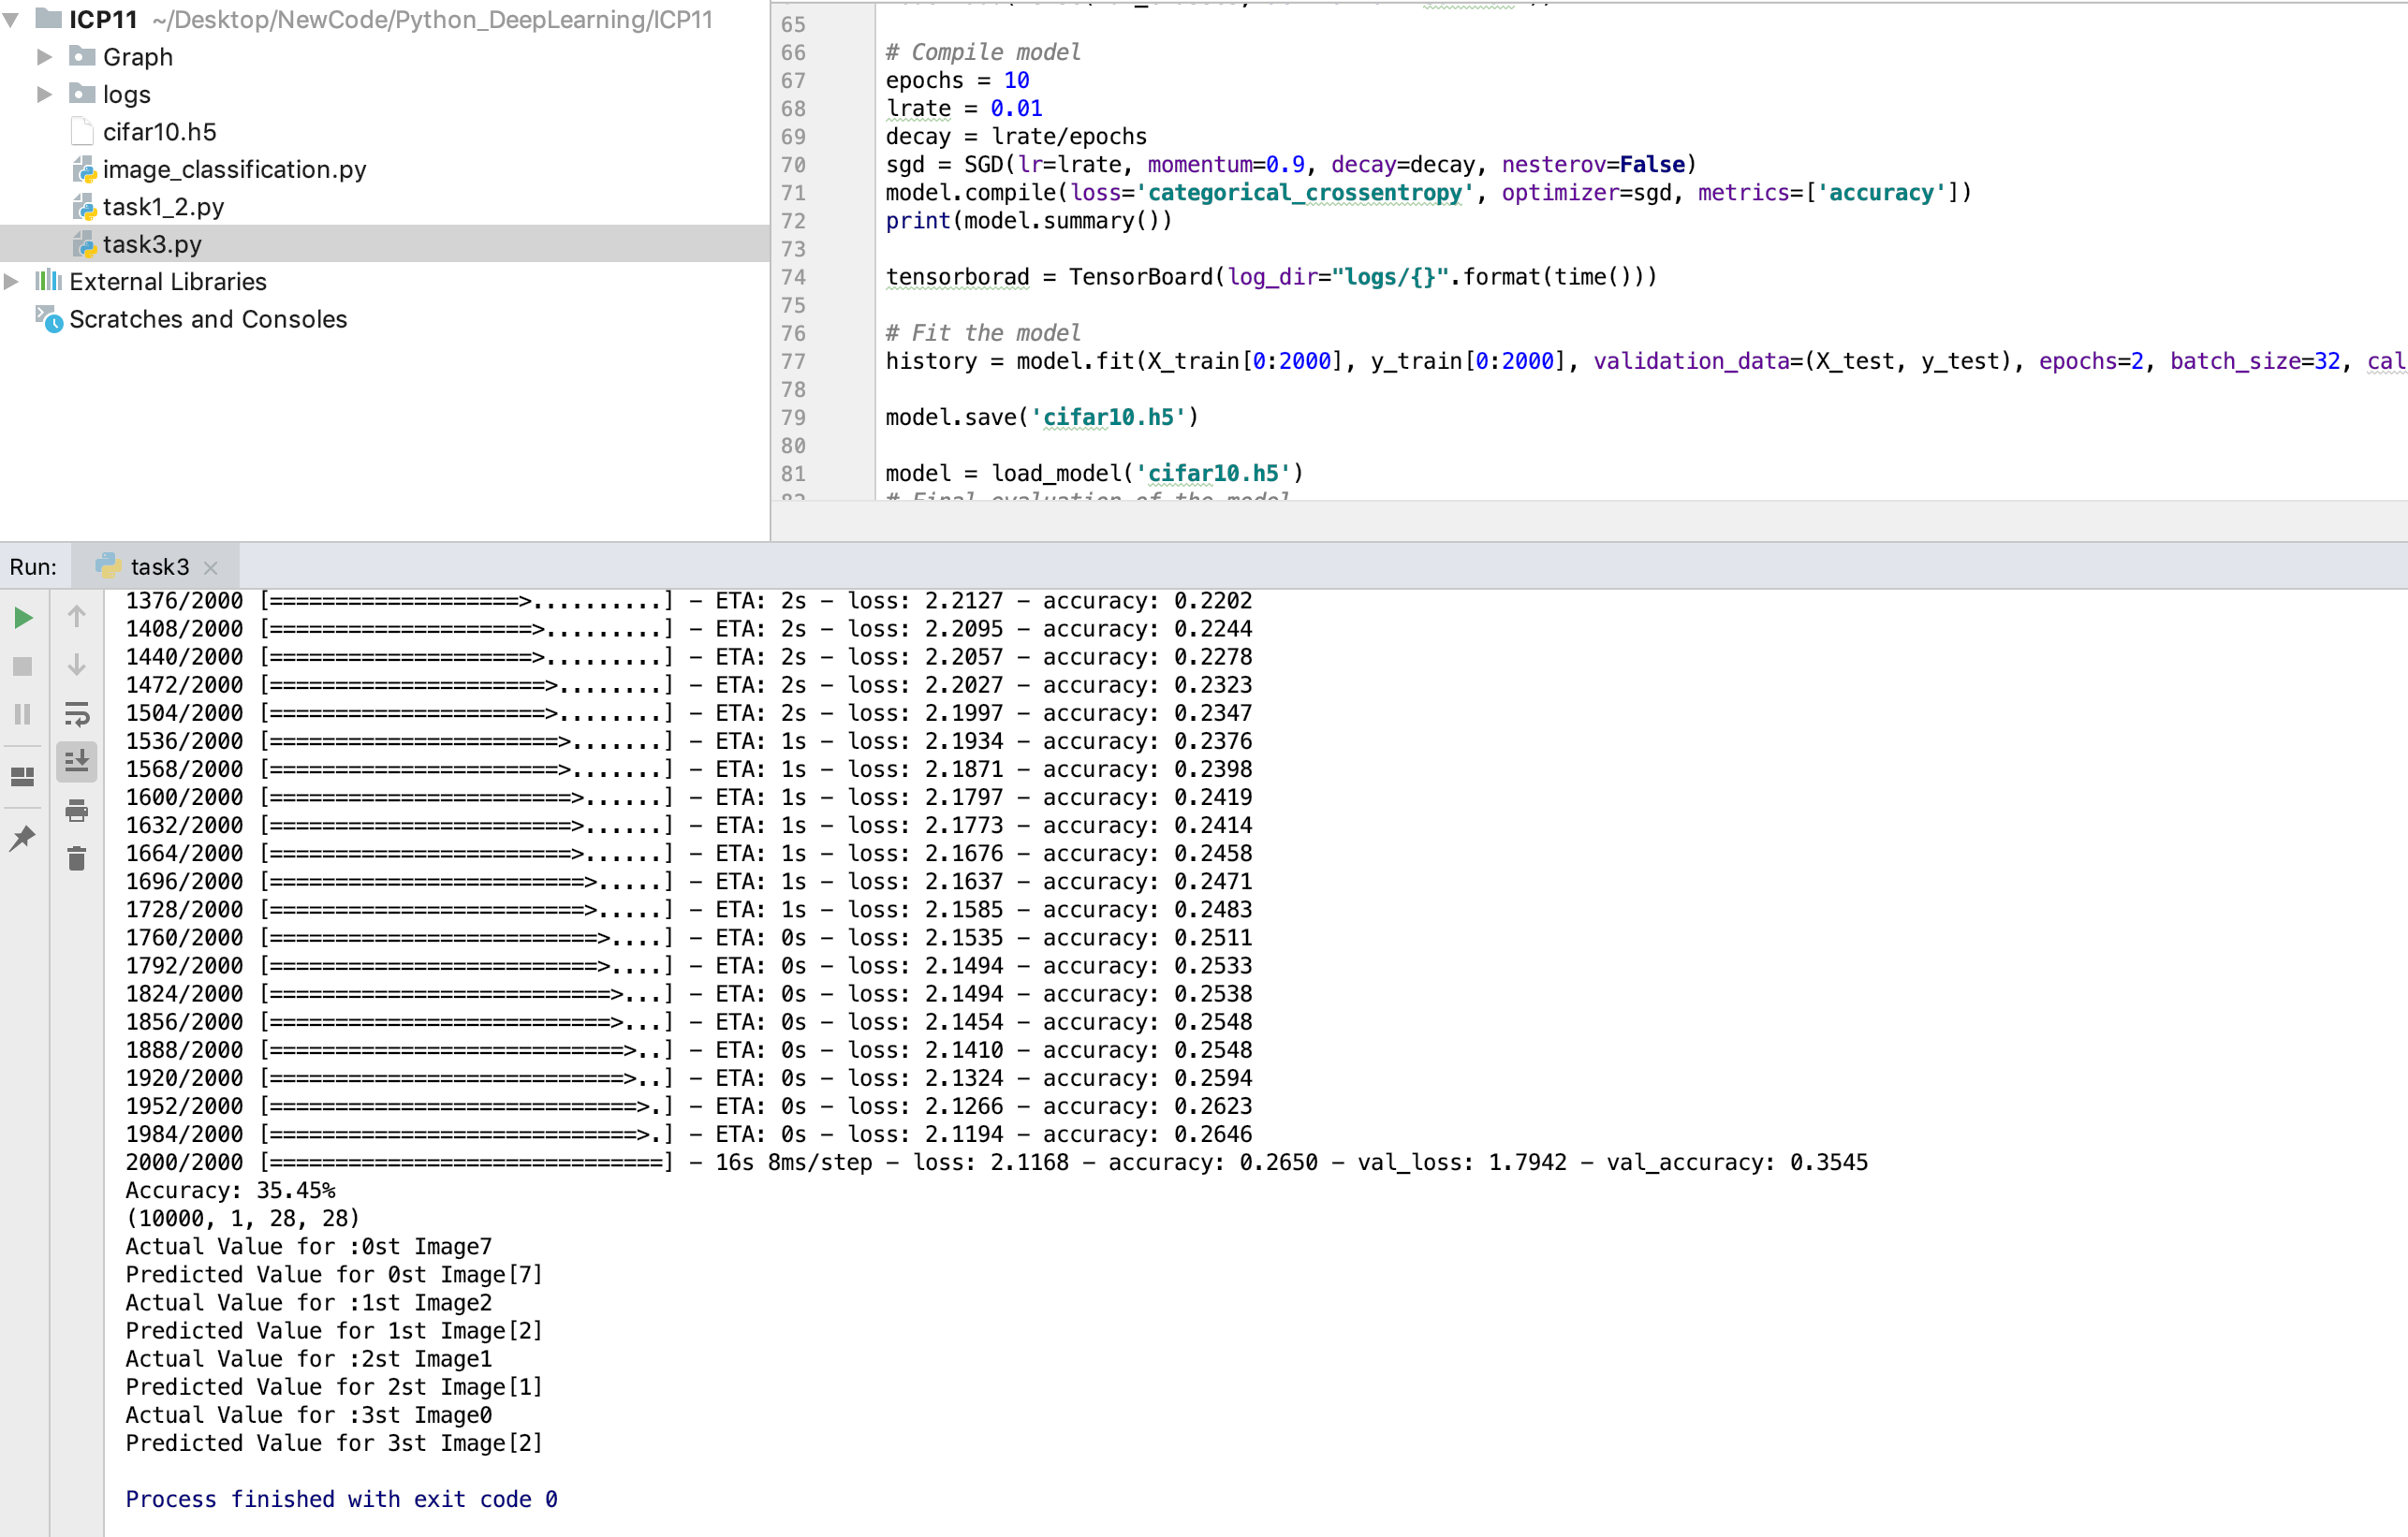 ICP11 ~/Desktop/NewCode/Python_DeepLearning/ICP11
Graph
logs
cifar10.h5
image_classification.py
task1_2.py
task3.py
External Libraries
Scratches and Consoles
65
66 # Compile model
67 epochs = 10
68 lrate = 0.01
69 decay = lrate/epochs
70 sgd = SGD(lr=lrate, momentum=0.9, decay=decay, nesterov=False)
71 model.compile(loss='categorical_crossentropy', optimizer=sgd, metrics=['accuracy'])
72 print(model.summary())
73
74 tensorborad = TensorBoard(log_dir="logs/{}".format(time()))
75
76 # Fit the model
77 history = model.fit(X_train[0:2000], y_train[0:2000], validation_data=(X_test, y_test), epochs=2, batch_size=32, cal
78
79 model.save('cifar10.h5')
80
81 model = load_model('cifar10.h5')
82 # Final evaluation of the model
Run: task3
1376/2000 [===================>..........] - ETA: 2s - loss: 2.2127 - accuracy: 0.2202
1408/2000 [====================>.........] - ETA: 2s - loss: 2.2095 - accuracy: 0.2244
1440/2000 [====================>.........] - ETA: 2s - loss: 2.2057 - accuracy: 0.2278
1472/2000 [=====================>........] - ETA: 2s - loss: 2.2027 - accuracy: 0.2323
1504/2000 [=====================>........] - ETA: 2s - loss: 2.1997 - accuracy: 0.2347
1536/2000 [======================>.......] - ETA: 1s - loss: 2.1934 - accuracy: 0.2376
1568/2000 [======================>.......] - ETA: 1s - loss: 2.1871 - accuracy: 0.2398
1600/2000 [=======================>......] - ETA: 1s - loss: 2.1797 - accuracy: 0.2419
1632/2000 [=======================>......] - ETA: 1s - loss: 2.1773 - accuracy: 0.2414
1664/2000 [=======================>......] - ETA: 1s - loss: 2.1676 - accuracy: 0.2458
1696/2000 [========================>.....] - ETA: 1s - loss: 2.1637 - accuracy: 0.2471
1728/2000 [========================>.....] - ETA: 1s - loss: 2.1585 - accuracy: 0.2483
1760/2000 [=========================>....] - ETA: 0s - loss: 2.1535 - accuracy: 0.2511
1792/2000 [=========================>....] - ETA: 0s - loss: 2.1494 - accuracy: 0.2533
1824/2000 [==========================>...] - ETA: 0s - loss: 2.1494 - accuracy: 0.2538
1856/2000 [==========================>...] - ETA: 0s - loss: 2.1454 - accuracy: 0.2548
1888/2000 [===========================>..] - ETA: 0s - loss: 2.1410 - accuracy: 0.2548
1920/2000 [===========================>..] - ETA: 0s - loss: 2.1324 - accuracy: 0.2594
1952/2000 [============================>.] - ETA: 0s - loss: 2.1266 - accuracy: 0.2623
1984/2000 [============================>.] - ETA: 0s - loss: 2.1194 - accuracy: 0.2646
2000/2000 [==============================] - 16s 8ms/step - loss: 2.1168 - accuracy: 0.2650 - val_loss: 1.7942 - val_accuracy: 0.3545
Accuracy: 35.45%
(10000, 1, 28, 28)
Actual Value for :0st Image7
Predicted Value for 0st Image[7]
Actual Value for :1st Image2
Predicted Value for 1st Image[2]
Actual Value for :2st Image1
Predicted Value for 2st Image[1]
Actual Value for :3st Image0
Predicted Value for 3st Image[2]
Process finished with exit code 0